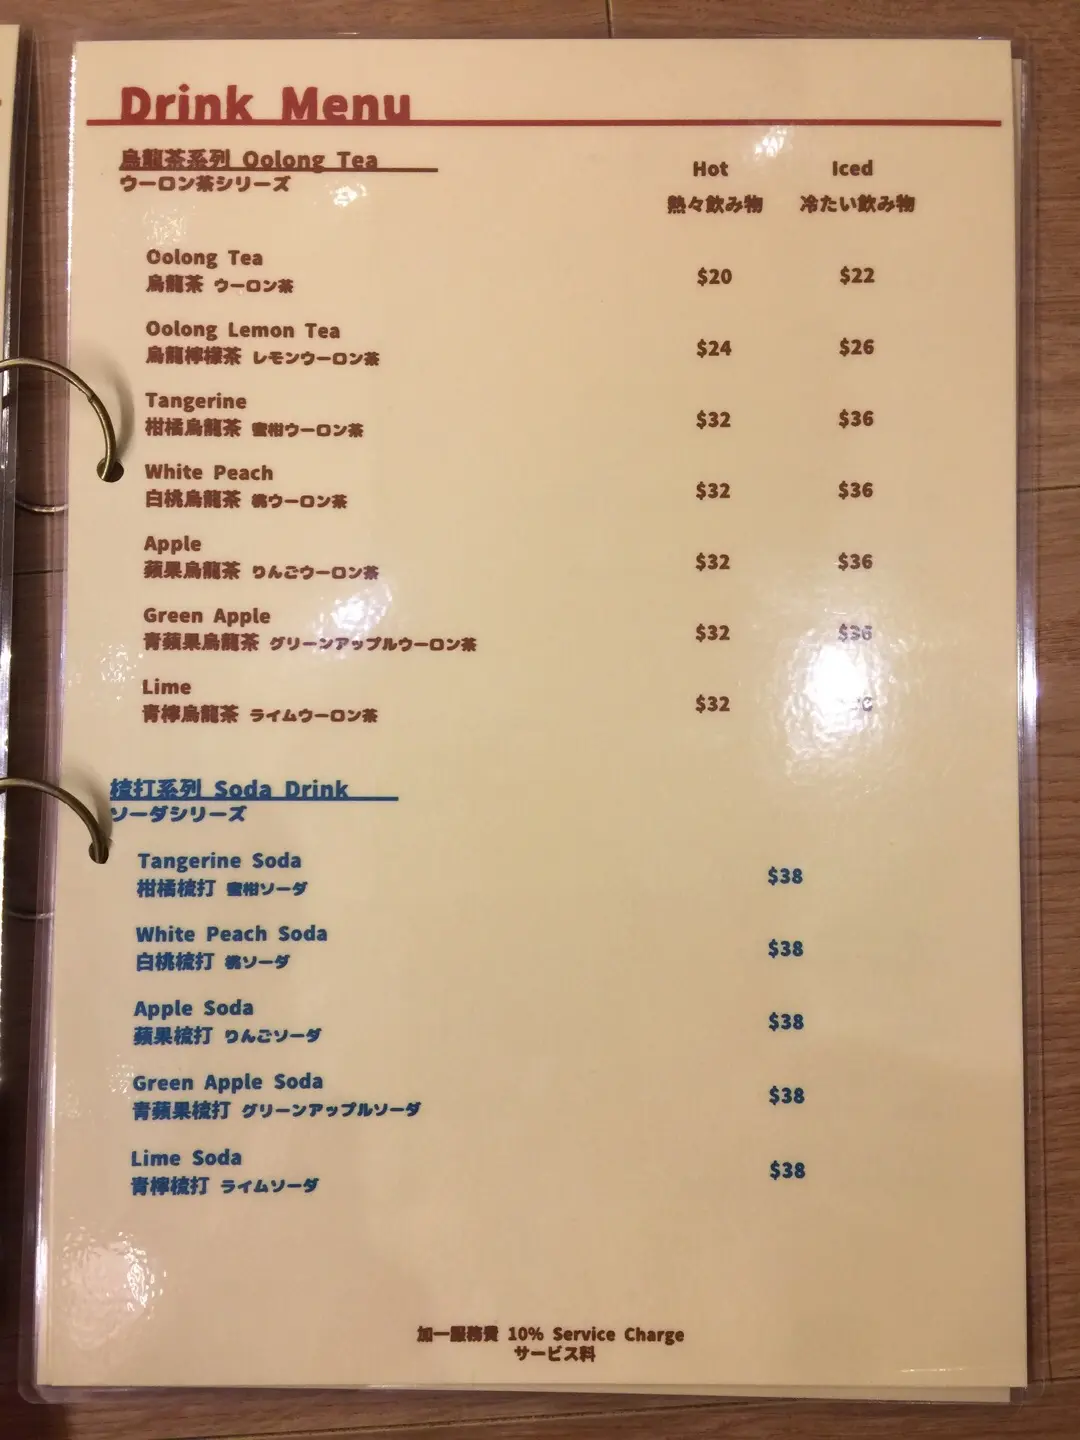 Drink Menu
烏龍茶系列 Oolong Tea
ウーロン茶シリーズ
Hot Iced
熱々飲み物 冷たい飲み物
Oolong Tea
烏龍茶 ウーロン茶 $20 $22
Oolong Lemon Tea
烏龍檸檬茶 レモンウーロン茶 $24 $26
Tangerine
柑橘烏龍茶 蜜柑ウーロン茶 $32 $36
White Peach
白桃烏龍茶 桃ウーロン茶 $32 $36
Apple
蘋果烏龍茶 りんごウーロン茶 $32 $36
Green Apple
青蘋果烏龍茶 グリーンアップルウーロン茶 $32 $36
Lime
青檸烏龍茶 ライムウーロン茶 $32
梳打系列 Soda Drink
ソーダシリーズ
Tangerine Soda
柑橘梳打 蜜柑ソーダ $38
White Peach Soda
白桃梳打 桃ソーダ $38
Apple Soda
蘋果梳打 りんごソーダ $38
Green Apple Soda
青蘋果梳打 グリーンアップルソーダ $38
Lime Soda
青檸梳打 ライムソーダ $38
加一服務費 10% Service Charge
サービス料